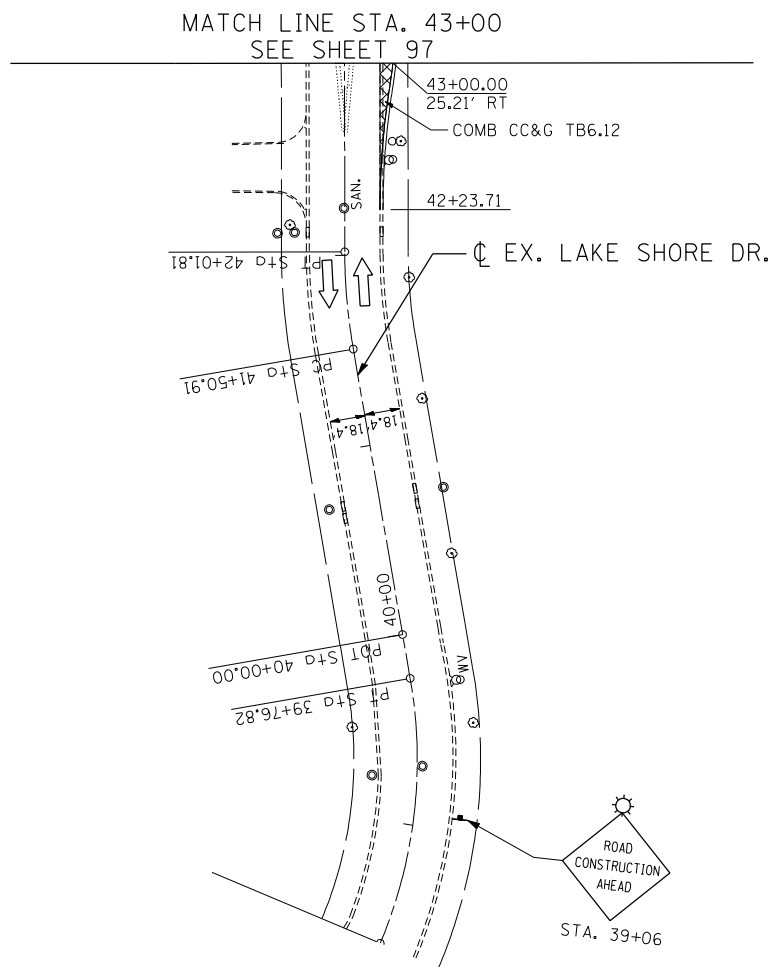 MATCH LINE STA. 43+00
SEE SHEET 97
43+00.00
25.21' RT
COMB CC&G TB6.12
SAN.
42+23.71
PT Sta 42+01.81
℄ EX. LAKE SHORE DR.
PC Sta 41+50.91
18.4' 18.4'
40+00
POT Sta 40+00.00
WV
PT Sta 39+76.82
ROAD
CONSTRUCTION
AHEAD
STA. 39+06